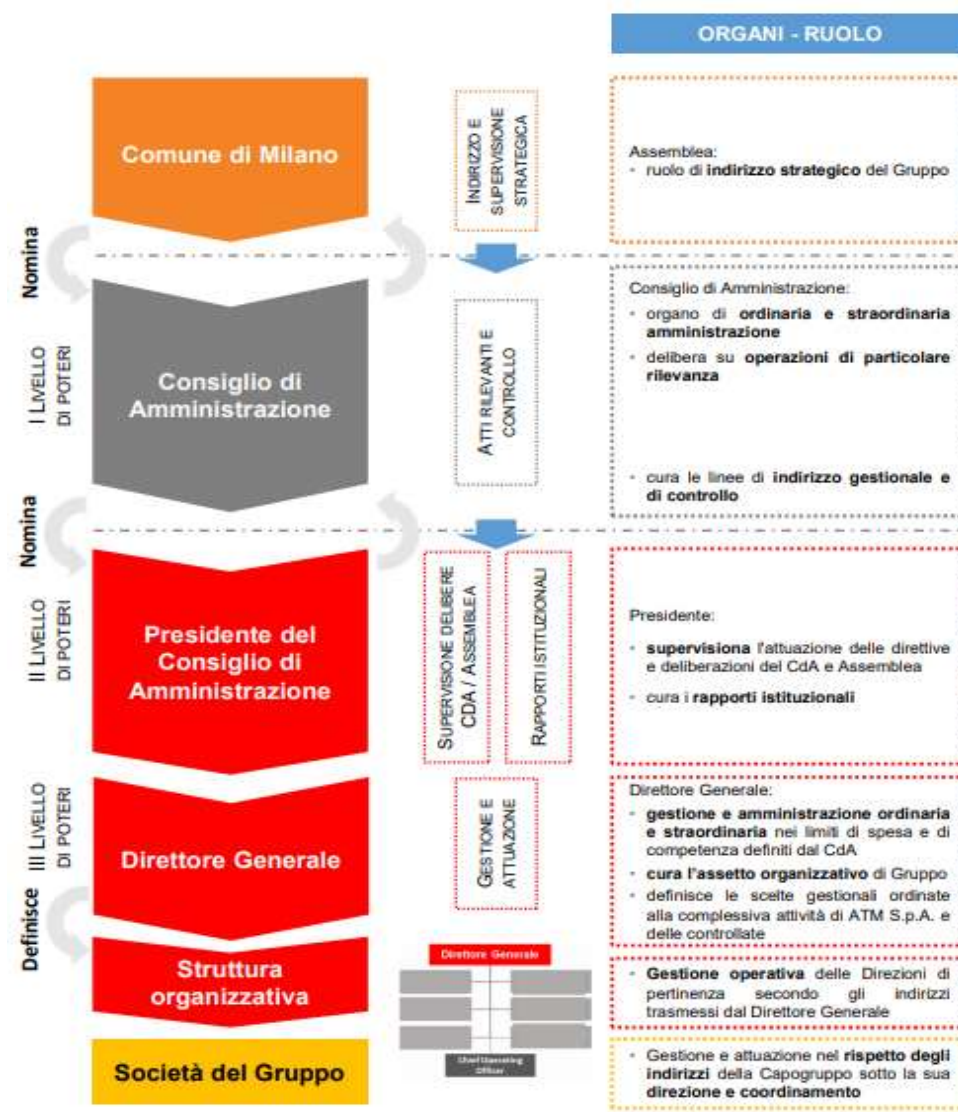 ORGANI - RUOLO
Comune di Milano
INDIRIZZO E
SUPERVISIONE
STRATEGICA
Assemblea:
• ruolo di indirizzo strategico del Gruppo
Nomina
I LIVELLO
DI POTERI
Consiglio di
Amministrazione
ATTI RILEVANTI E
CONTROLLO
Consiglio di Amministrazione:
• organo di ordinaria e straordinaria
amministrazione
• delibera su operazioni di particolare
rilevanza
• cura le linee di indirizzo gestionale e
di controllo
Nomina
II LIVELLO
DI POTERI
Presidente del
Consiglio di
Amministrazione
SUPERVISIONE DELIBERE
CDA / ASSEMBLEA
RAPPORTI ISTITUZIONALI
Presidente:
• supervisiona l'attuazione delle direttive
e deliberazioni del CdA e Assemblea
• cura i rapporti istituzionali
III LIVELLO
DI POTERI
Direttore Generale
GESTIONE E
ATTUAZIONE
Direttore Generale:
• gestione e amministrazione ordinaria
e straordinaria nei limiti di spesa e di
competenza definiti dal CdA
• cura l'assetto organizzativo di Gruppo
• definisce le scelte gestionali ordinate
alla complessiva attività di ATM S.p.A. e
delle controllate
Definisce
Struttura
organizzativa
Direttore Generale
Chief Operating
Officer
• Gestione operativa delle Direzioni di
pertinenza secondo gli indirizzi
trasmessi dal Direttore Generale
Società del Gruppo
• Gestione e attuazione nel rispetto degli
indirizzi della Capogruppo sotto la sua
direzione e coordinamento